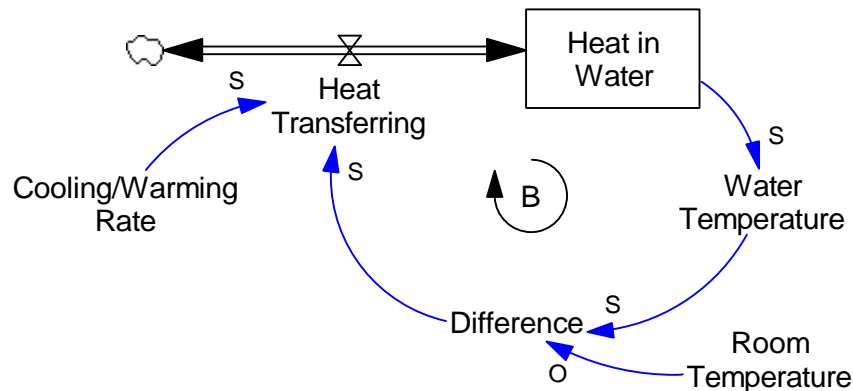 Heat in
Water
S
Heat
Transferring
S
S
Cooling/Warming
Rate
B
Water
Temperature
S
Difference
O
Room
Temperature